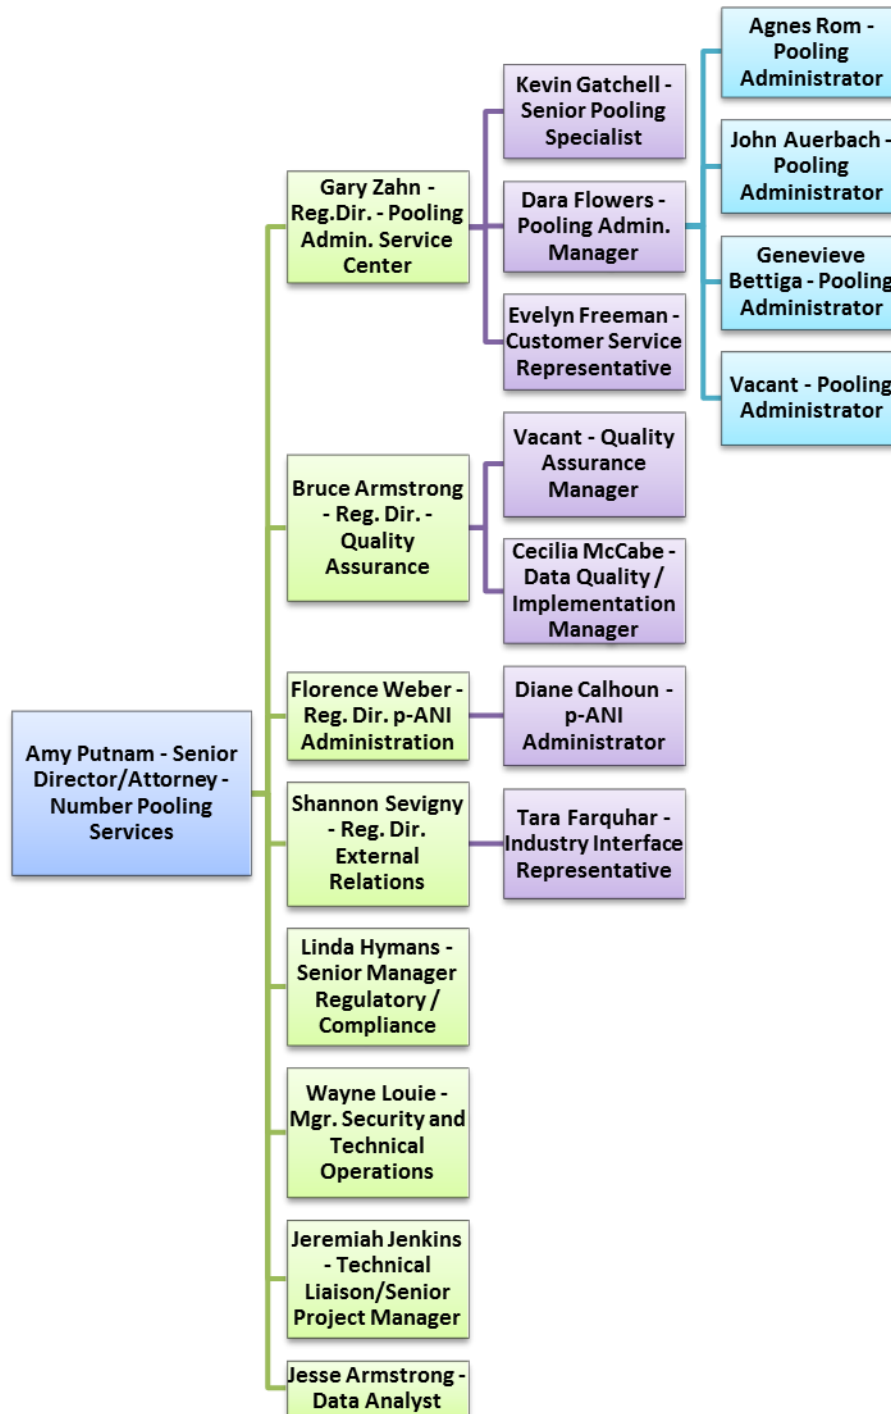 Amy Putnam - Senior
Director/Attorney -
Number Pooling
Services
Gary Zahn -
Reg.Dir. - Pooling
Admin. Service
Center
Kevin Gatchell -
Senior Pooling
Specialist
Dara Flowers -
Pooling Admin.
Manager
Agnes Rom -
Pooling
Administrator
John Auerbach -
Pooling
Administrator
Genevieve
Bettiga - Pooling
Administrator
Vacant - Pooling
Administrator
Evelyn Freeman -
Customer Service
Representative
Bruce Armstrong
- Reg. Dir. -
Quality
Assurance
Vacant - Quality
Assurance
Manager
Cecilia McCabe -
Data Quality /
Implementation
Manager
Florence Weber -
Reg. Dir. p-ANI
Administration
Diane Calhoun -
p-ANI
Administrator
Shannon Sevigny
- Reg. Dir.
External
Relations
Tara Farquhar -
Industry Interface
Representative
Linda Hymans -
Senior Manager
Regulatory /
Compliance
Wayne Louie -
Mgr. Security and
Technical
Operations
Jeremiah Jenkins
- Technical
Liaison/Senior
Project Manager
Jesse Armstrong -
Data Analyst